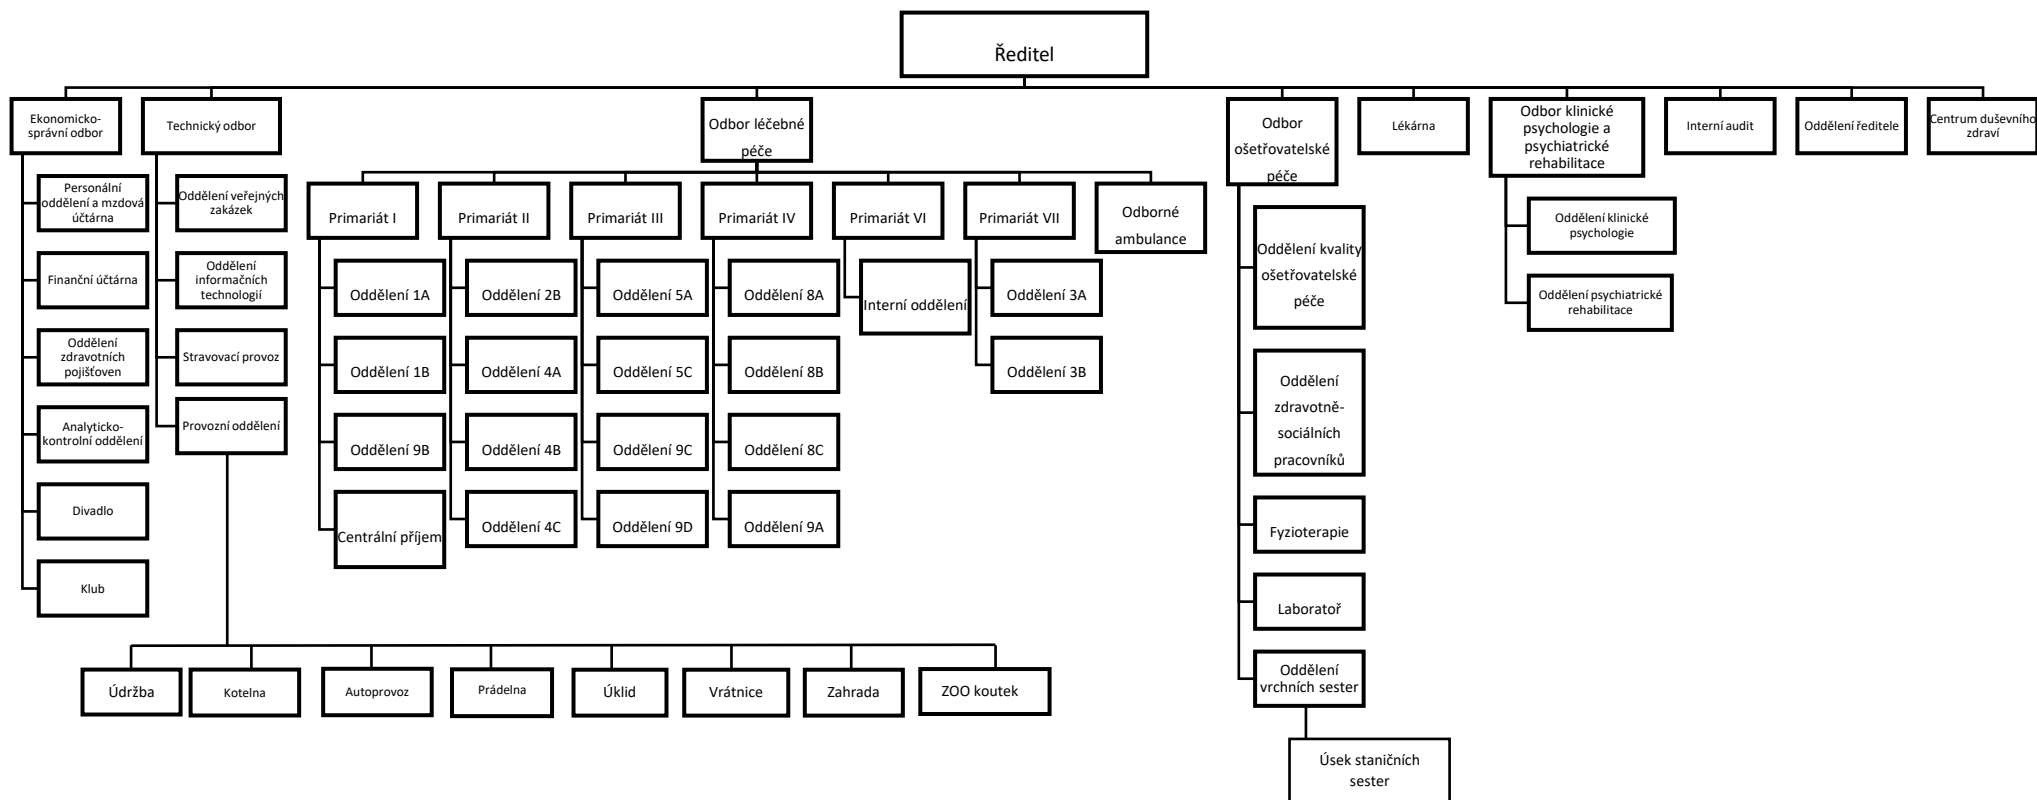 Ředitel
Ekonomicko-
správní odbor
Technický odbor
Odbor léčebné
péče
Odbor
ošetřovatelské
péče
Lékárna
Odbor klinické
psychologie a
psychiatrické
rehabilitace
Interní audit
Oddělení ředitele
Centrum duševního
zdraví
Personální
oddělení a mzdová
účtárna
Finanční účtárna
Oddělení
zdravotních
pojišťoven
Analyticko-
kontrolní oddělení
Divadlo
Klub
Oddělení veřejných
zakázek
Oddělení
informačních
technologií
Stravovací provoz
Provozní oddělení
Primariát I
Oddělení 1A
Oddělení 1B
Oddělení 9B
Centrální příjem
Primariát II
Oddělení 2B
Oddělení 4A
Oddělení 4B
Oddělení 4C
Primariát III
Oddělení 5A
Oddělení 5C
Oddělení 9C
Oddělení 9D
Primariát IV
Oddělení 8A
Oddělení 8B
Oddělení 8C
Oddělení 9A
Primariát VI
Interní oddělení
Primariát VII
Oddělení 3A
Oddělení 3B
Odborné
ambulance
Oddělení kvality
ošetřovatelské
péče
Oddělení
zdravotně-
sociálních
pracovníků
Fyzioterapie
Laboratoř
Oddělení
vrchních sester
Úsek staničních
sester
Oddělení klinické
psychologie
Oddělení psychiatrické
rehabilitace
Údržba
Kotelna
Autoprovoz
Prádelna
Úklid
Vrátnice
Zahrada
ZOO koutek